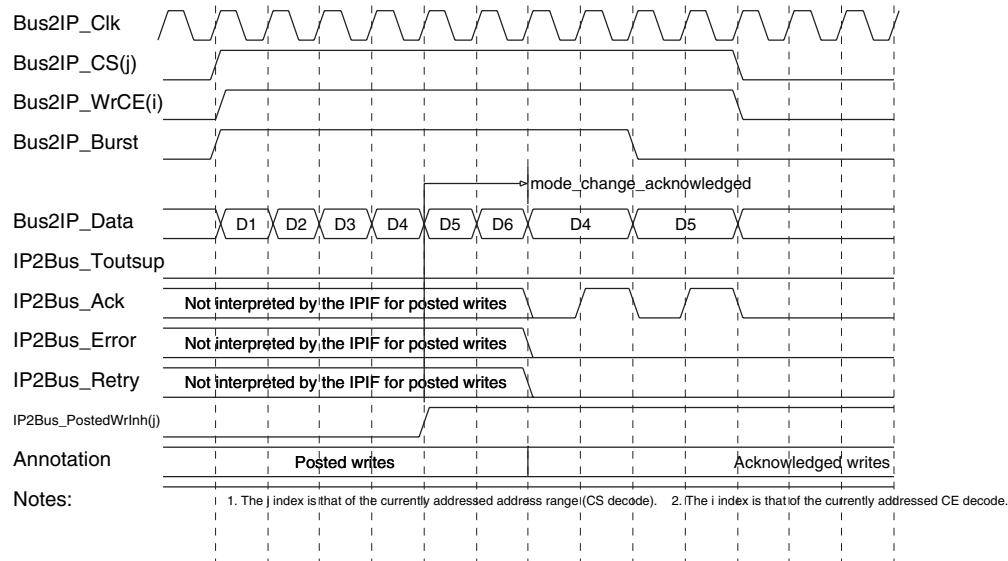 Bus2IP_Clk
Bus2IP_CS(j)
Bus2IP_WrCE(i)
Bus2IP_Burst
mode_change_acknowledged
Bus2IP_Data D1 D2 D3 D4 D5 D6 D4 D5
IP2Bus_Toutsup
IP2Bus_Ack Not interpreted by the IPIF for posted writes
IP2Bus_Error Not interpreted by the IPIF for posted writes
IP2Bus_Retry Not interpreted by the IPIF for posted writes
IP2Bus_PostedWrInh(j)
Annotation Posted writes Acknowledged writes
Notes: 1. The j index is that of the currently addressed address range (CS decode). 2. The i index is that of the currently addressed CE decode.